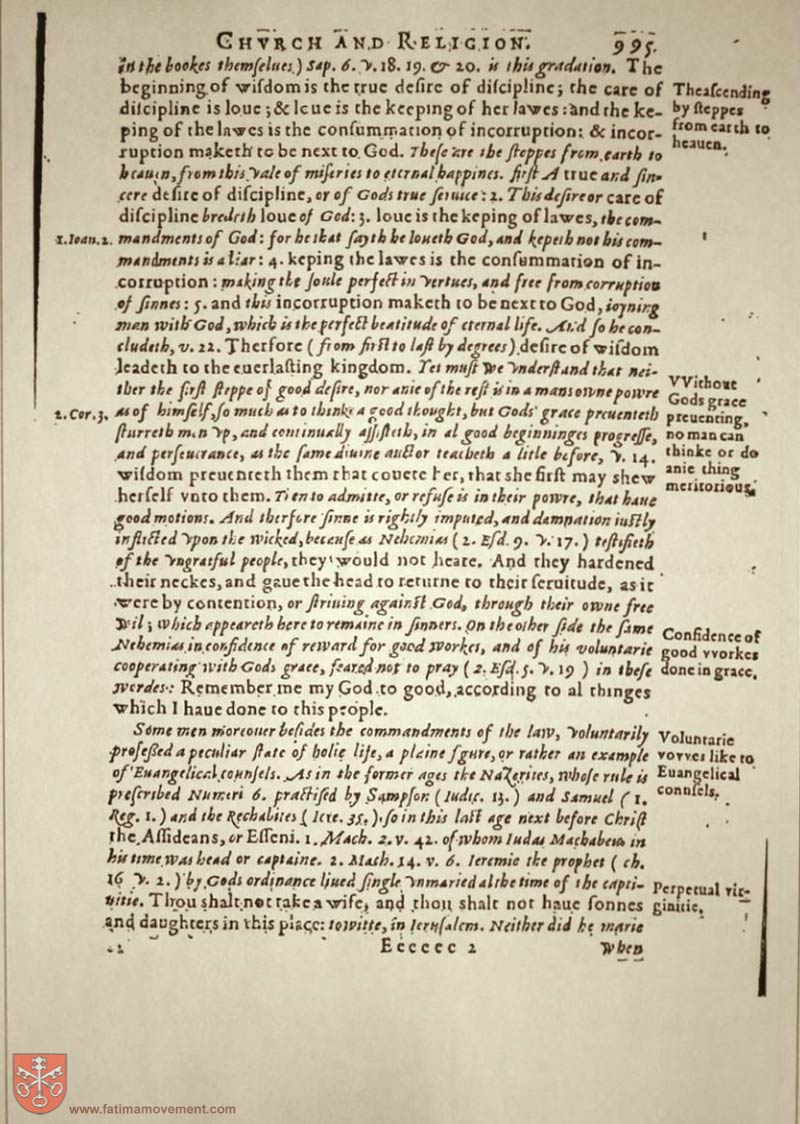 CHVRCH AND RELIGION. 995.
in the bookes themselues) Sap. 6. v. 18. 19. & 20. is this gradation. The
beginning of wisdom is the true desire of discipline; the care of
discipline is loue; & loue is the keeping of her lawes: and the ke-
ping of the lawes is the consummation of incorruption: & incor-
ruption maketh to be next to God. These are the steppes from earth to
heauen, from this vale of miseries to eternal happines. first A true and sin-
cere desire of discipline, or of Gods true seruice: 2. This desire or care of
discipline bredeth loue of God: 3. loue is the keping of lawes, the com-
mandments of God: for he that sayth he loueth God, and kepeth not his com-
mandments is a liar: 4. keping the lawes is the consummation of in-
corruption: making the soule perfect in vertues, and free from corruption
of sinnes: 5. and this incorruption maketh to be next to God, ioyning
man with God, which is the perfect beatitude of eternal life. And so he con-
cludeth, v. 22. Therfore (from first to last by degrees) desire of wisdom
leadeth to the euerlasting kingdom. Yet must we vnderstand that nei-
ther the first steppe of good desire, nor anie of the rest is in a mans owne powre
as of himself, so much as to thinke a good thought, but Gods grace preuenteth
sturreth men vp, and continually assisteth, in al good beginninges progresse,
and perseuerance, as the same diuine auctor teacheth a litle before, v. 14.
wisdom preuenteth them that couete her, that she first may shew
herself vnto them. Then to admitte, or refuse is in their powre, that haue
good motions. And therfore sinne is rightly imputed, and damnation iustly
inflicted vpon the wicked, because as Nehemias (2. Esd. 9. v. 17.) testifieth
of the vngratful people, they would not heare. And they hardened
their neckes, and gaue the head to returne to their seruitude, as it
were by contention, or striuing against God, through their owne free
wil; which appeareth here to remaine in sinners. On the other side the same
Nehemias in confidence of reward for good workes, and of his voluntarie
cooperating with Gods grace, feared not to pray (2. Esd. 5. v. 19) in these
wordes: Remember me my God to good, according to al thinges
which I haue done to this people.
Some men moreouer besides the commandments of the law, voluntarily
professed a peculiar state of holie life, a plaine figure, or rather an example
of Euangelical counsels. As in the former ages the Nazerites, whose rule is
prescribed Numeri 6. practised by Sampson (Iudic. 13.) and Samuel (1.
Reg. 1.) and the Rechabites (Iere. 35.) so in this last age next before Christ
the Assideans, or Esseni. 1. Mach. 2. v. 42. of whom Iudas Machabeus in
his time was head or captaine. 2. Mach. 14. v. 6. Ieremie the prophet (ch.
16 v. 2.) by Gods ordinance liued single vnmaried al the time of the capti-
uitie. Thou shalt not take a wife, and thou shalt not haue sonnes
and daughters in this place: to witte, in Ierusalem. Neither did he marie
Eeeeee 2 when
The ascending
by steppes
from earth to
heauen.
1. Ioan. 2.
2. Cor. 3.
VVithout
Gods grace
preuenting,
no man can
thinke or do
anie thing
meritorious.
Confidence of
good vvorkes
done in grace.
Voluntarie
vowes like to
Euangelical
connsels.
Perpetual vir-
ginitie.
www.fatimamovement.com